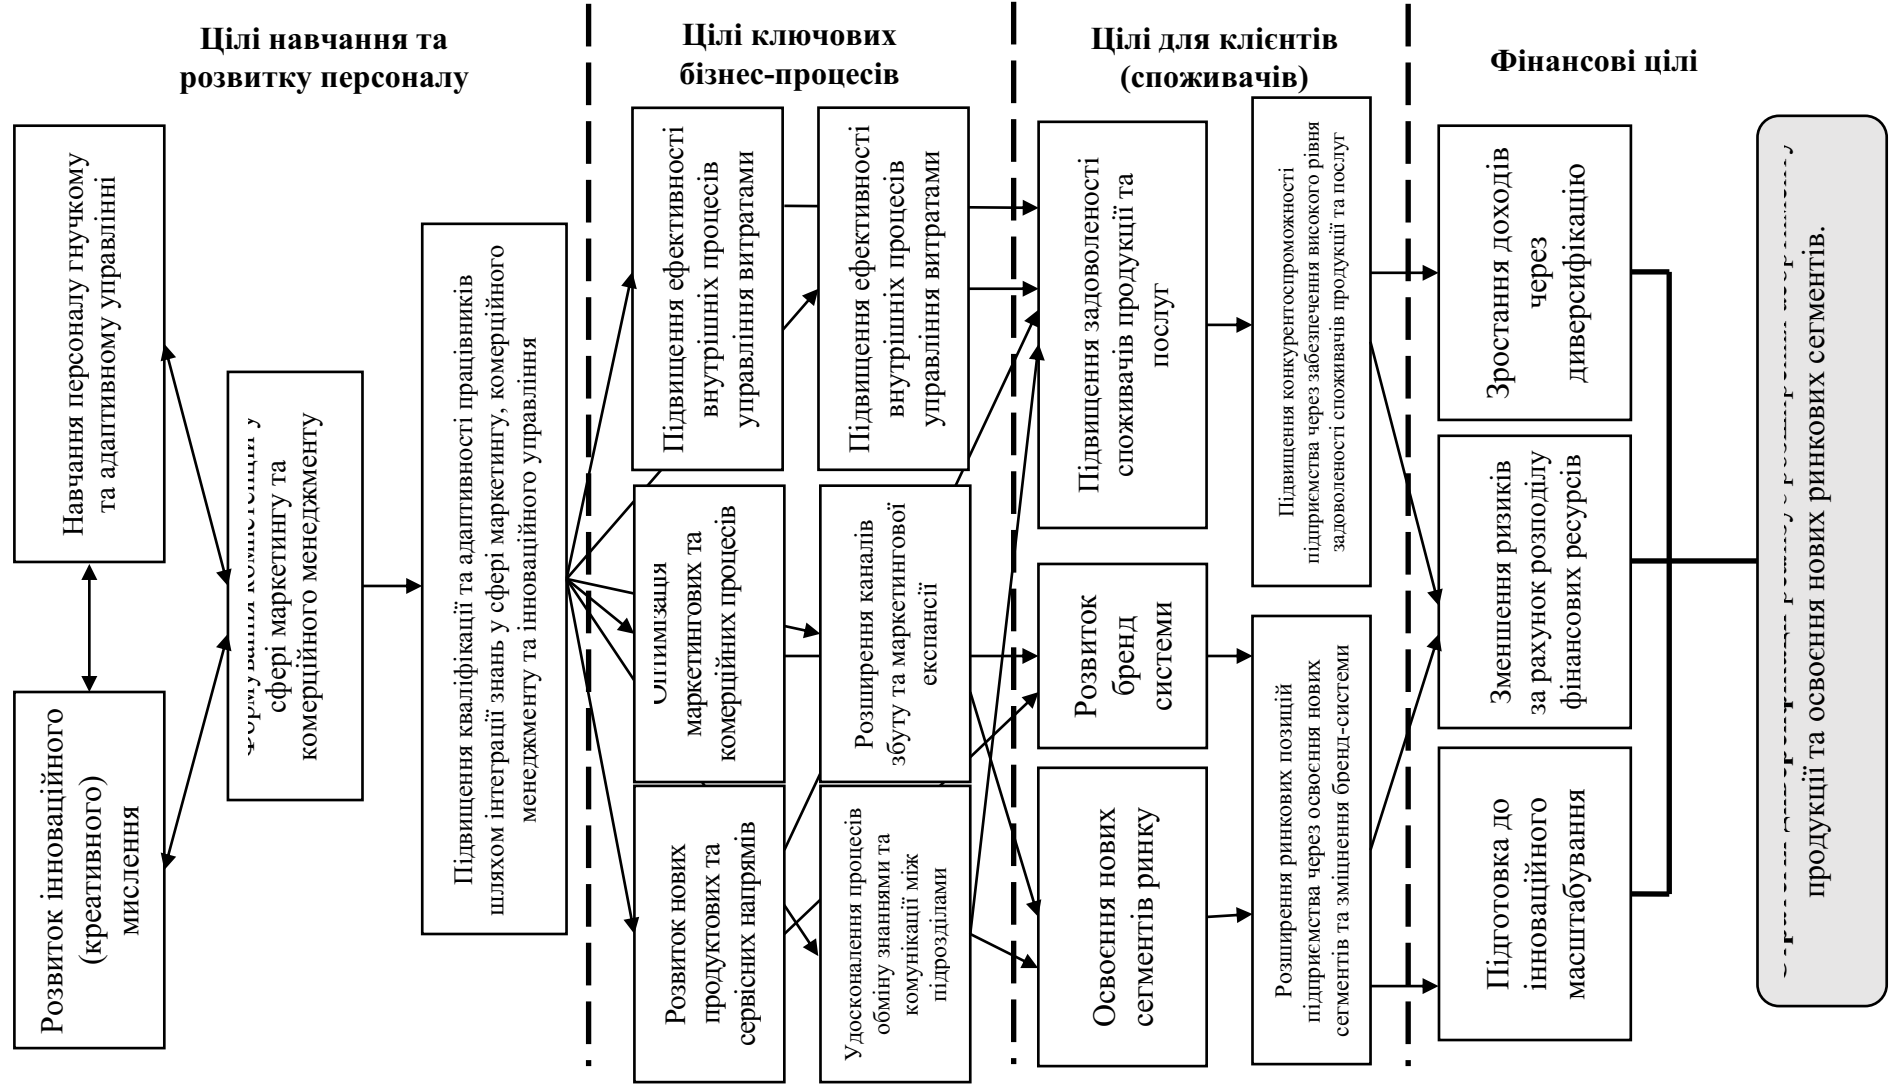 Цілі навчання та
розвитку персоналу
Цілі ключових
бізнес-процесів
Цілі для клієнтів
(споживачів)
Фінансові цілі
Навчання персоналу гнучкому
та адаптивному управлінні
Розвиток інноваційного
(креативного)
мислення
сфері маркетингу та
комерційного менеджменту
Підвищення кваліфікації та адаптивності працівників
шляхом інтеграції знань у сфері маркетингу, комерційного
менеджменту та інноваційного управління
Підвищення ефективності
внутрішніх процесів
управління витратами
Підвищення ефективності
внутрішніх процесів
управління витратами
Оптимізація
маркетингових та
комерційних процесів
Розширення каналів
збуту та маркетингової
експансії
Розвиток нових
продуктових та
сервісних напрямів
Удосконалення процесів
обміну знаннями та
комунікації між
підрозділами
Підвищення задоволеності
споживачів продукції та
послуг
Розвиток
бренд
системи
Освоєння нових
сегментів ринку
Підвищення конкурентоспроможності
підприємства через забезпечення високого рівня
задоволеності споживачів продукції та послуг
Розширення ринкових позицій
підприємства через освоєння нових
сегментів та зміцнення бренд-системи
Зростання доходів
через
диверсифікацію
Зменшення ризиків
за рахунок розподілу
фінансових ресурсів
Підготовка до
інноваційного
масштабування
продукції та освоєння нових ринкових сегментів.